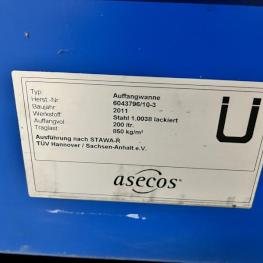 Typ Auffangwanne
Herst.-Nr. 6043796/10-3
Baujahr: 2011
Werkstoff: Stahl 1.0038 lackiert
Auffangvol 200 ltr.
Traglast 850 kg/m²
Ausführung nach STAWA-R
TÜV Hannover / Sachsen-Anhalt e.V.
Ü
asecos